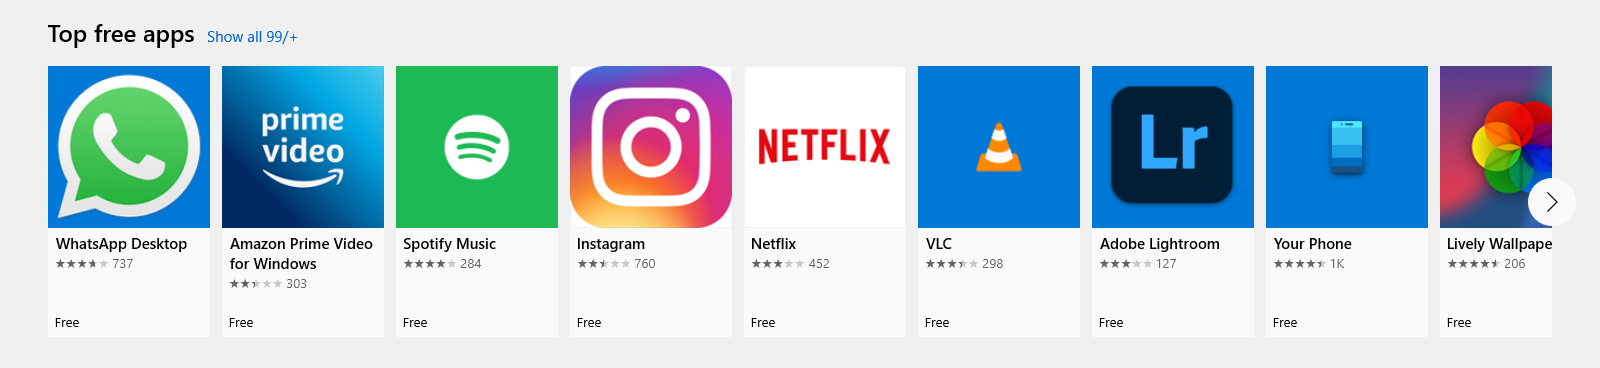 Top free apps Show all 99/+
prime
video
NETFLIX
Lr
WhatsApp Desktop
737
Free
Amazon Prime Video
for Windows
303
Free
Spotify Music
284
Free
Instagram
760
Free
Netflix
452
Free
VLC
298
Free
Adobe Lightroom
127
Free
Your Phone
1K
Free
Lively Wallpape
206
Free